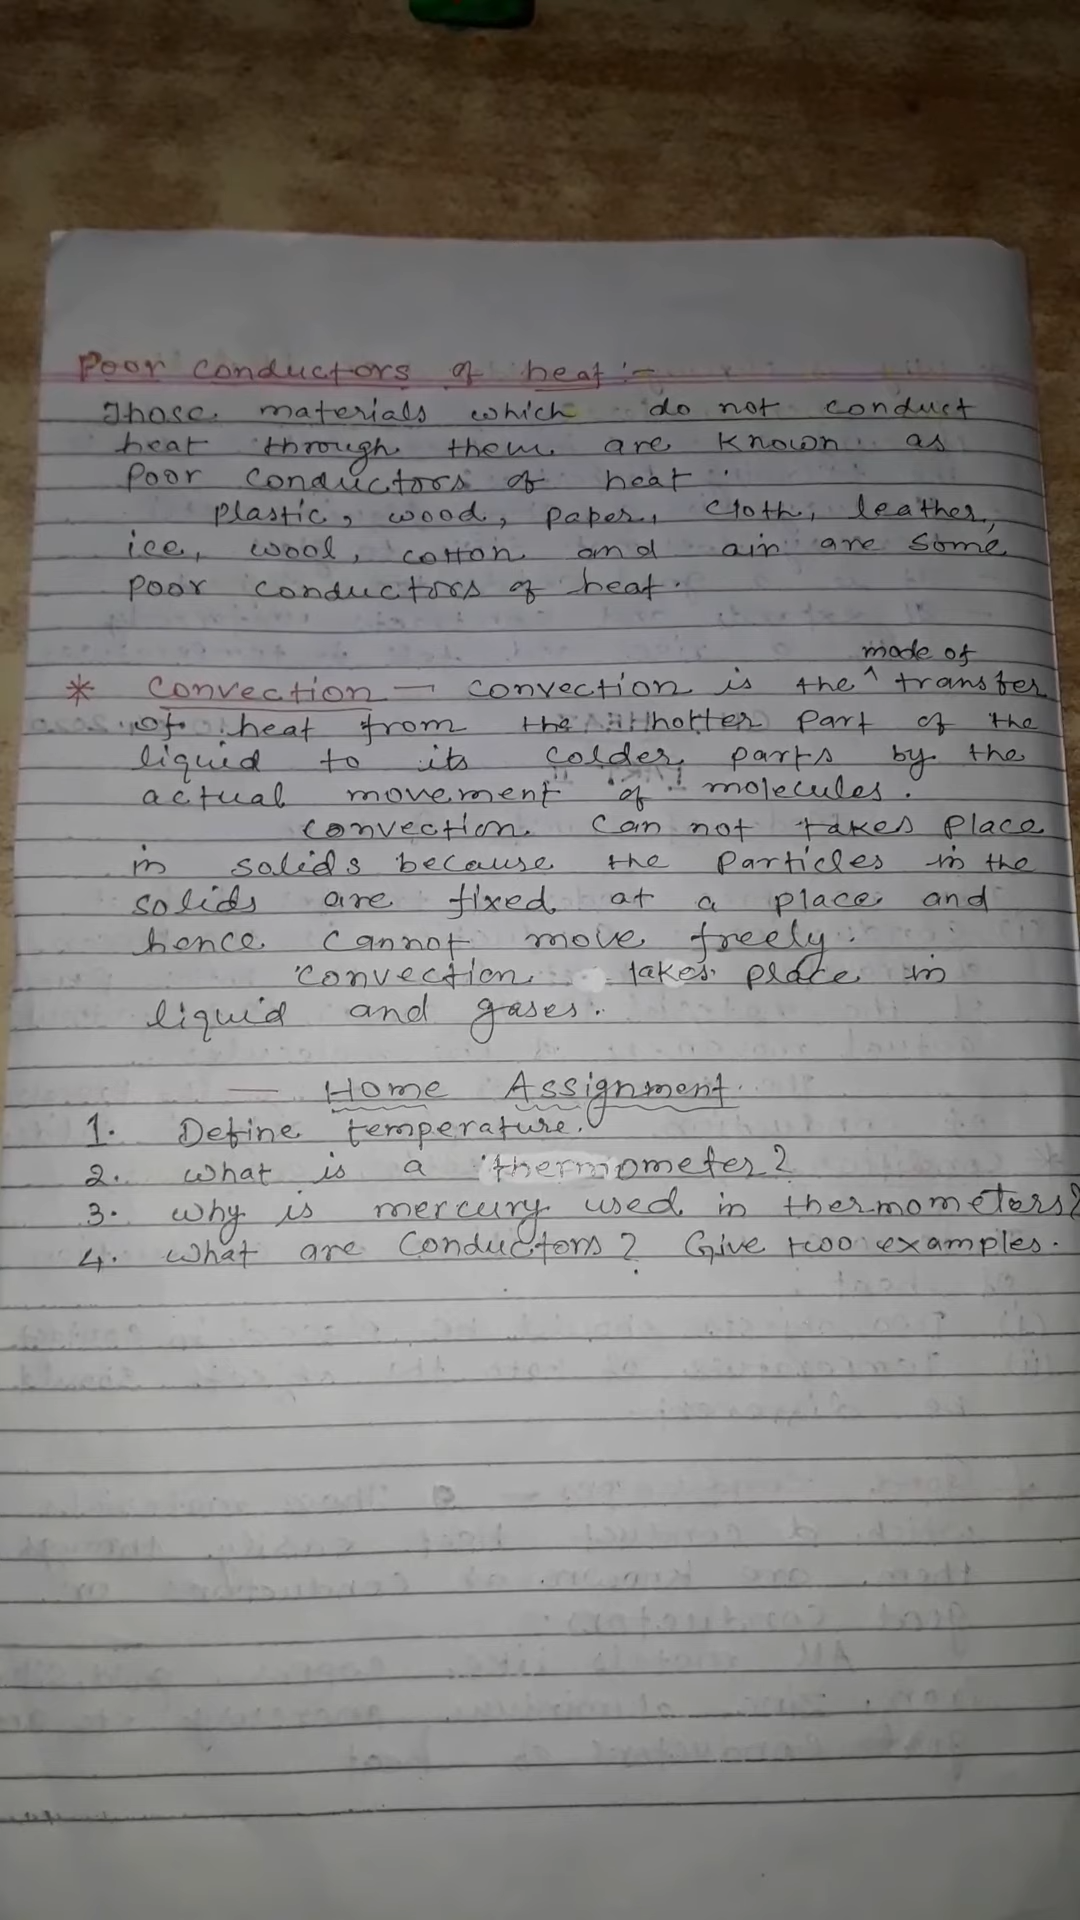 Poor conductors of heat :-
Those materials which do not conduct
heat through them are known as
Poor conductors of heat.
Plastic, wood, paper, cloth, leather,
ice, wool, cotton and air are some
poor conductors of heat.
mode of
* Convection - convection is the ^ transfer
of heat from the hotter part of the
liquid to its colder parts by the
actual movement of molecules.
convection can not takes place
in solids because the particles in the
solids are fixed at a place and
hence cannot move freely.
convection takes place in
liquid and gases.
- Home Assignment.
1. Define temperature.
2. What is a thermometer?
3. Why is mercury used in thermometers?
4. What are Conductors? Give two examples.